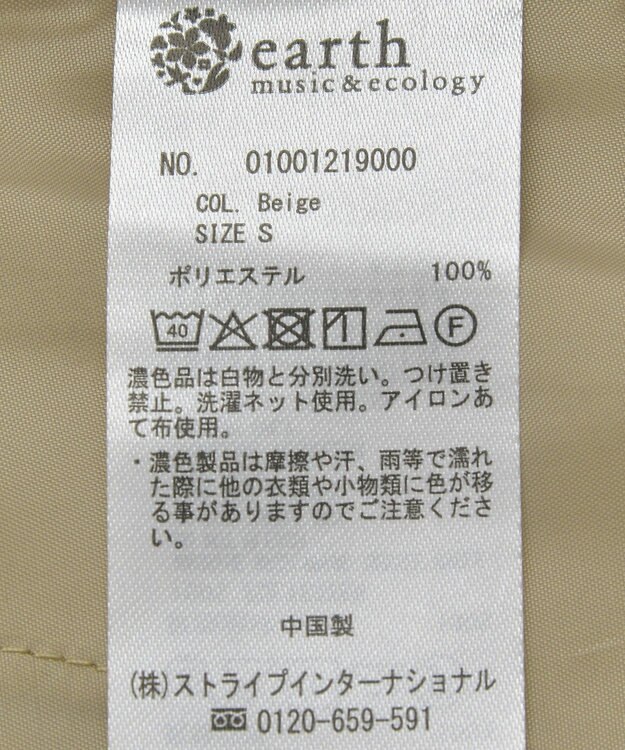 earth
music&ecology
NO. 01001219000
COL. Beige
SIZE S
ポリエステル 100%
40 F
濃色品は白物と分別洗い。つけ置き
禁止。洗濯ネット使用。アイロンあ
て布使用。
・濃色製品は摩擦や汗、雨等で濡れ
た際に他の衣類や小物類に色が移
る事がありますのでご注意くださ
い。
中国製
(株)ストライプインターナショナル
0120-659-591